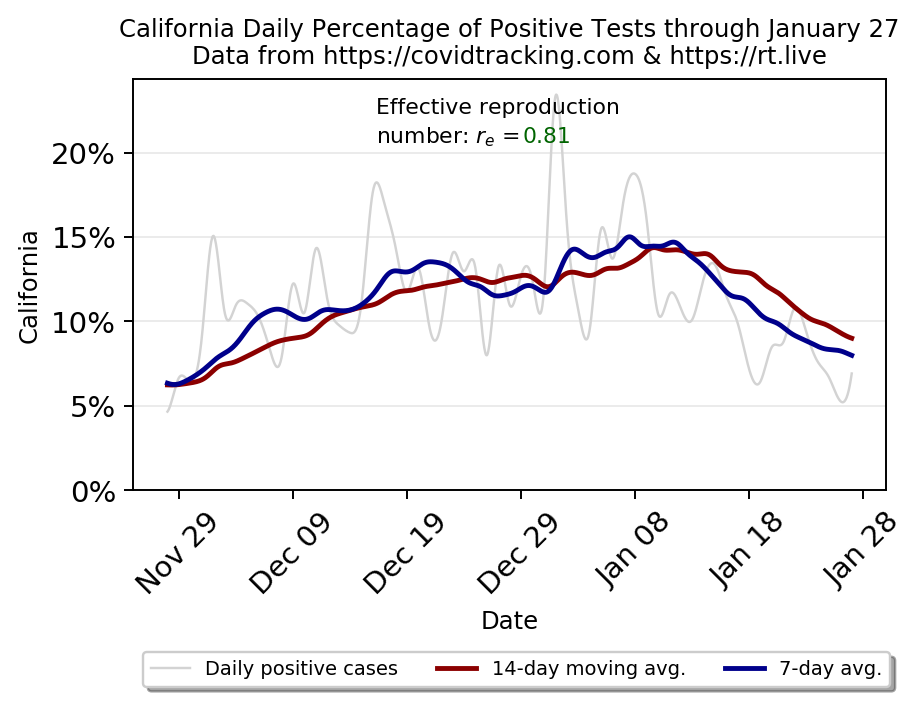 California Daily Percentage of Positive Tests through January 27
Data from https://covidtracking.com & https://rt.live
Effective reproduction
number: rₑ =0.81
20%
15%
10%
5%
0%
California
Nov 29
Dec 09
Dec 19
Dec 29
Jan 08
Jan 18
Jan 28
Date
Daily positive cases
14-day moving avg.
7-day avg.